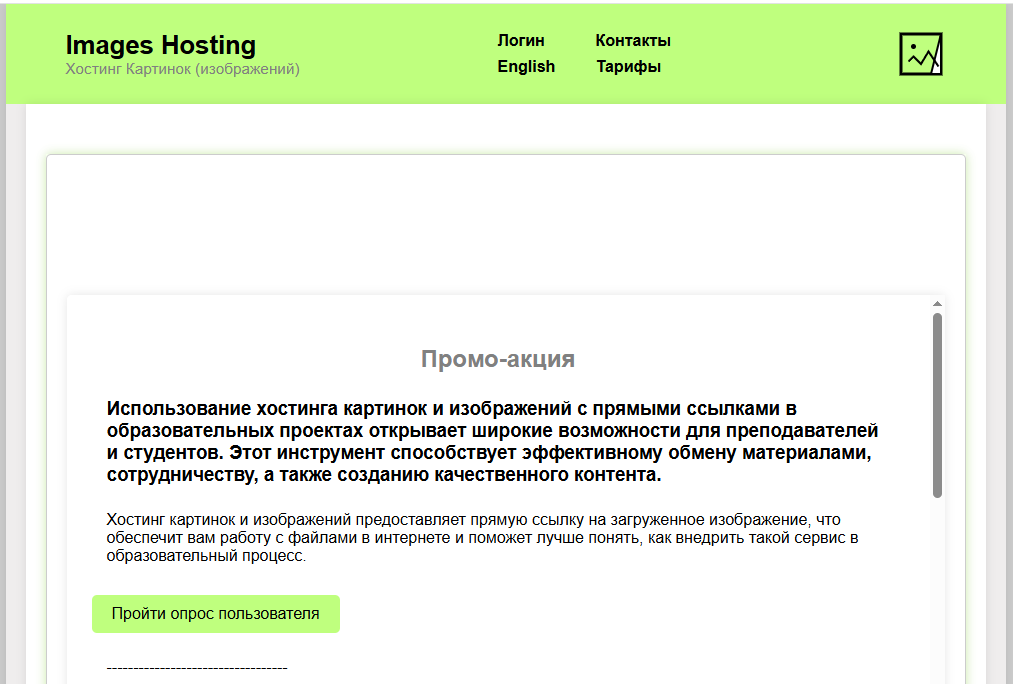 Images Hosting
Хостинг Картинок (изображений)
Логин
Контакты
English
Тарифы
Промо-акция
Использование хостинга картинок и изображений с прямыми ссылками в
образовательных проектах открывает широкие возможности для преподавателей
и студентов. Этот инструмент способствует эффективному обмену материалами,
сотрудничеству, а также созданию качественного контента.
Хостинг картинок и изображений предоставляет прямую ссылку на загруженное изображение, что
обеспечит вам работу с файлами в интернете и поможет лучше понять, как внедрить такой сервис в
образовательный процесс.
Пройти опрос пользователя
----------------------------------